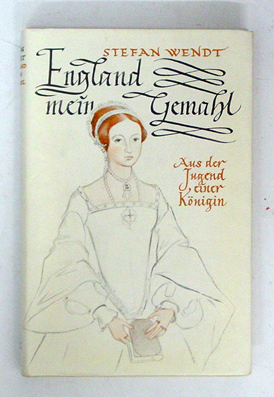 STEFAN WENDT
England
mein Gemahl
Aus der
Jugend
einer
Königin